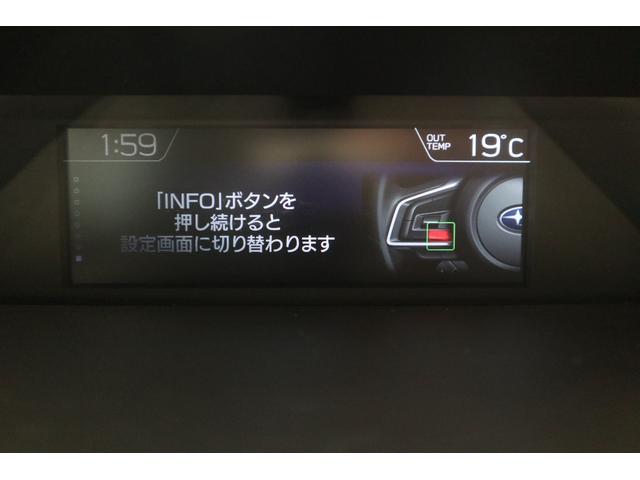 1:59
OUT
TEMP
19℃
「INFO」ボタンを
押し続けると
設定画面に切り替わります